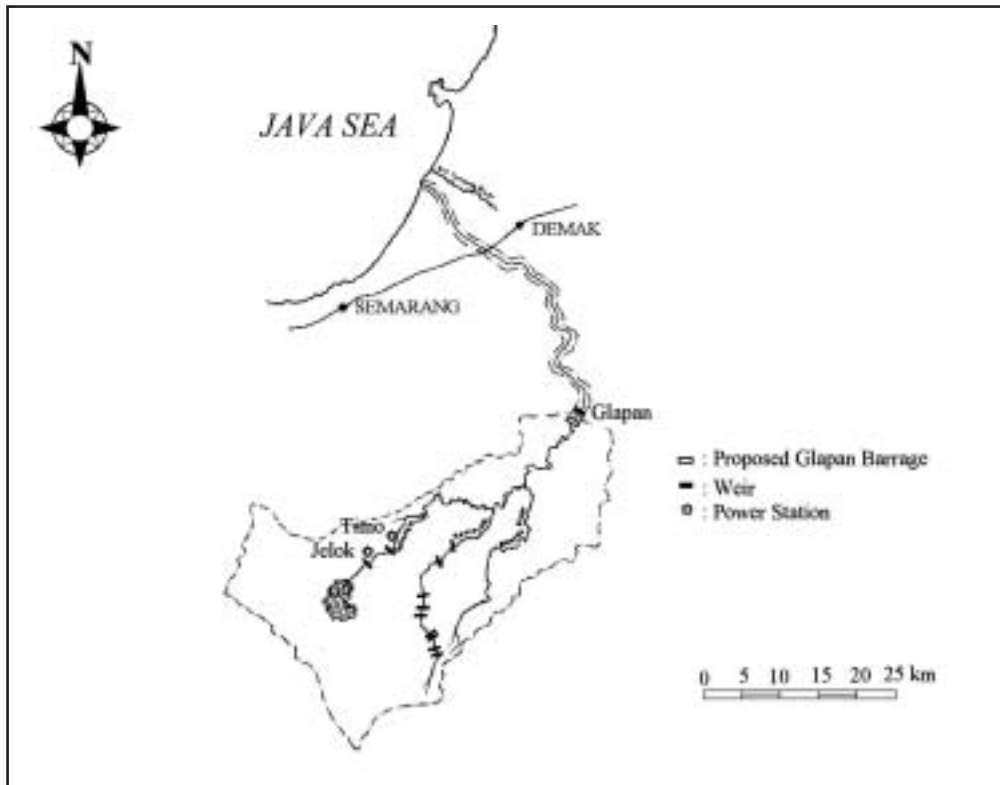 N
JAVA SEA
DEMAK
SEMARANG
Glapan
: Proposed Glapan Barrage
: Weir
: Power Station
Jelok
0 5 10 15 20 25 km